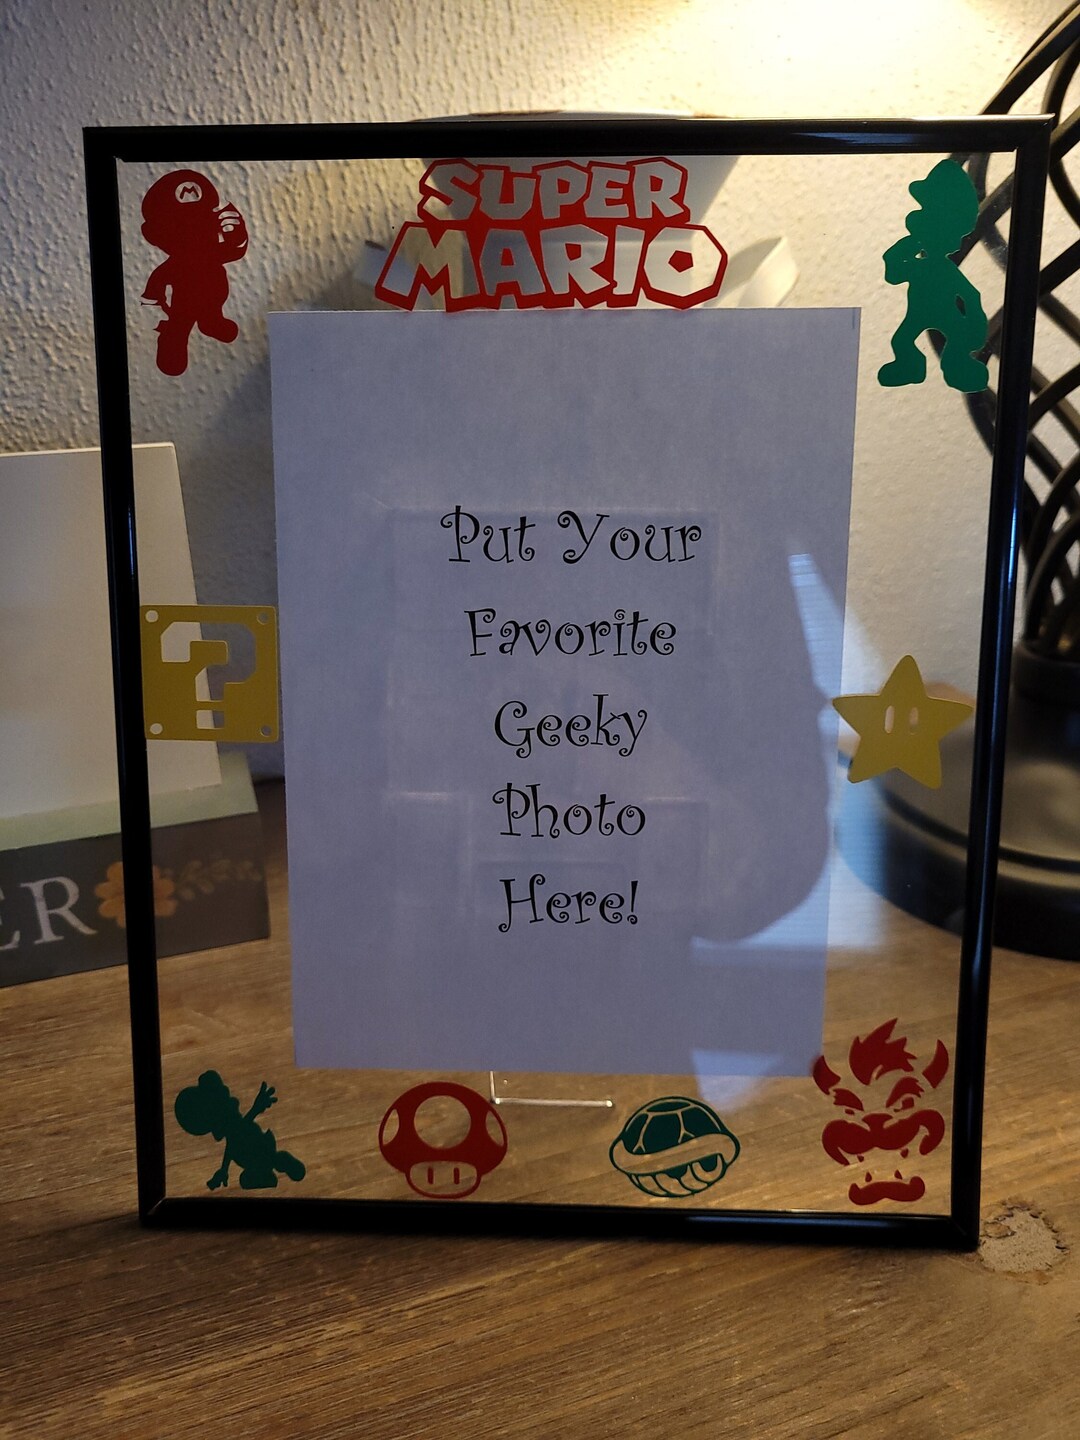 M
SUPER
MARIO
Put Your
Favorite
?
Geeky
Photo
Here!
ER